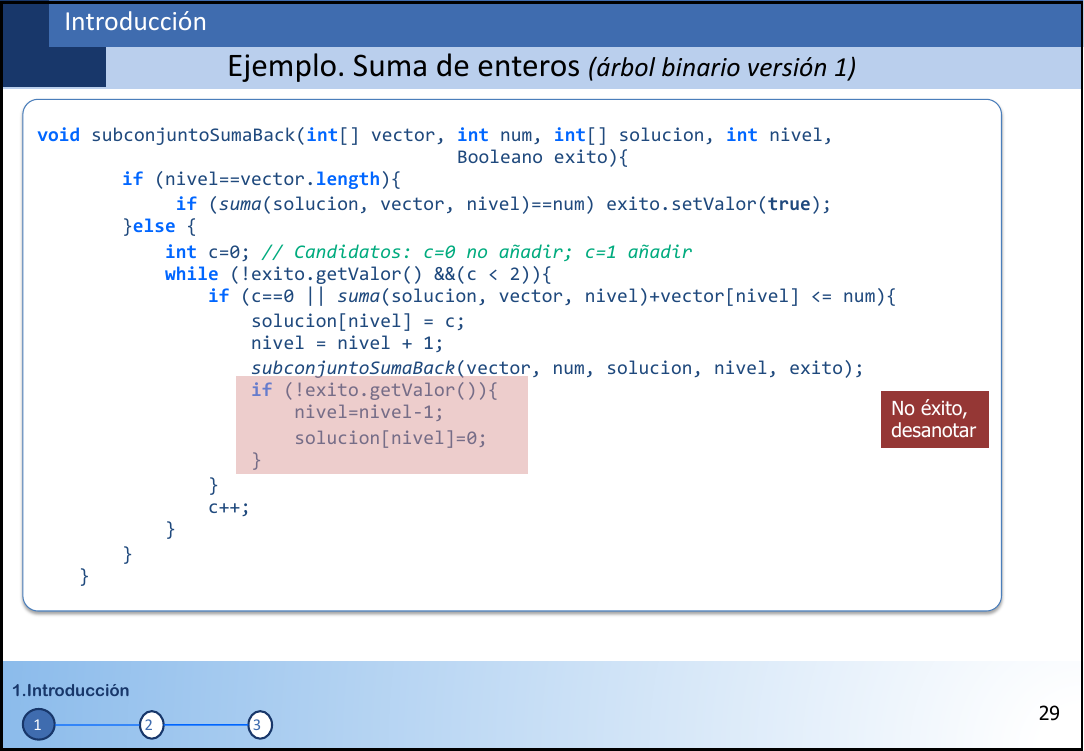 Introducción
Ejemplo. Suma de enteros (árbol binario versión 1)
void subconjuntoSumaBack(int[] vector, int num, int[] solucion, int nivel,
Booleano exito){
if (nivel==vector.length){
if (suma(solucion, vector, nivel)==num) exito.setValor(true);
}else {
int c=0; // Candidatos: c=0 no añadir; c=1 añadir
while (!exito.getValor() &&(c < 2)){
if (c==0 || suma(solucion, vector, nivel)+vector[nivel] <= num){
solucion[nivel] = c;
nivel = nivel + 1;
subconjuntoSumaBack(vector, num, solucion, nivel, exito);
if (!exito.getValor()){
nivel=nivel-1;
solucion[nivel]=0;
}
}
c++;
}
}
}
No éxito,
desanotar
1.Introducción
1 2 3
29